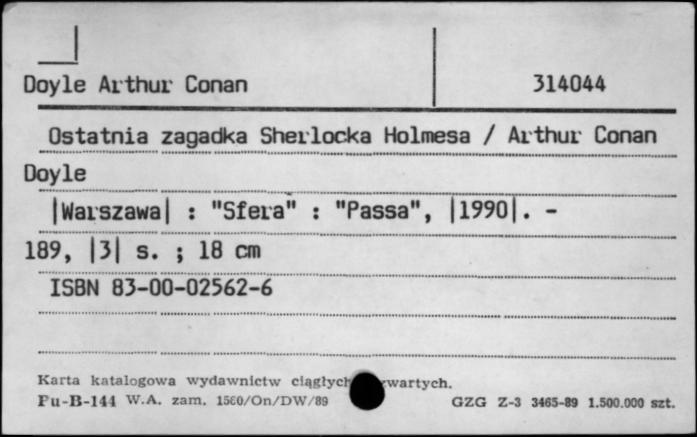 Doyle Arthur Conan 314044
Ostatnia zagadka Sherlocka Holmesa / Arthur Conan
Doyle
|Warszawa| : "Sfera" : "Passa", |1990|. -
189, |3| s. ; 18 cm
ISBN 83-00-02562-6
Karta katalogowa wydawnictw ciągłych zwartych.
Pu-B-144 W.A. zam. 1560/On/DW/89 GZG Z-3 3465-89 1.500.000 szt.